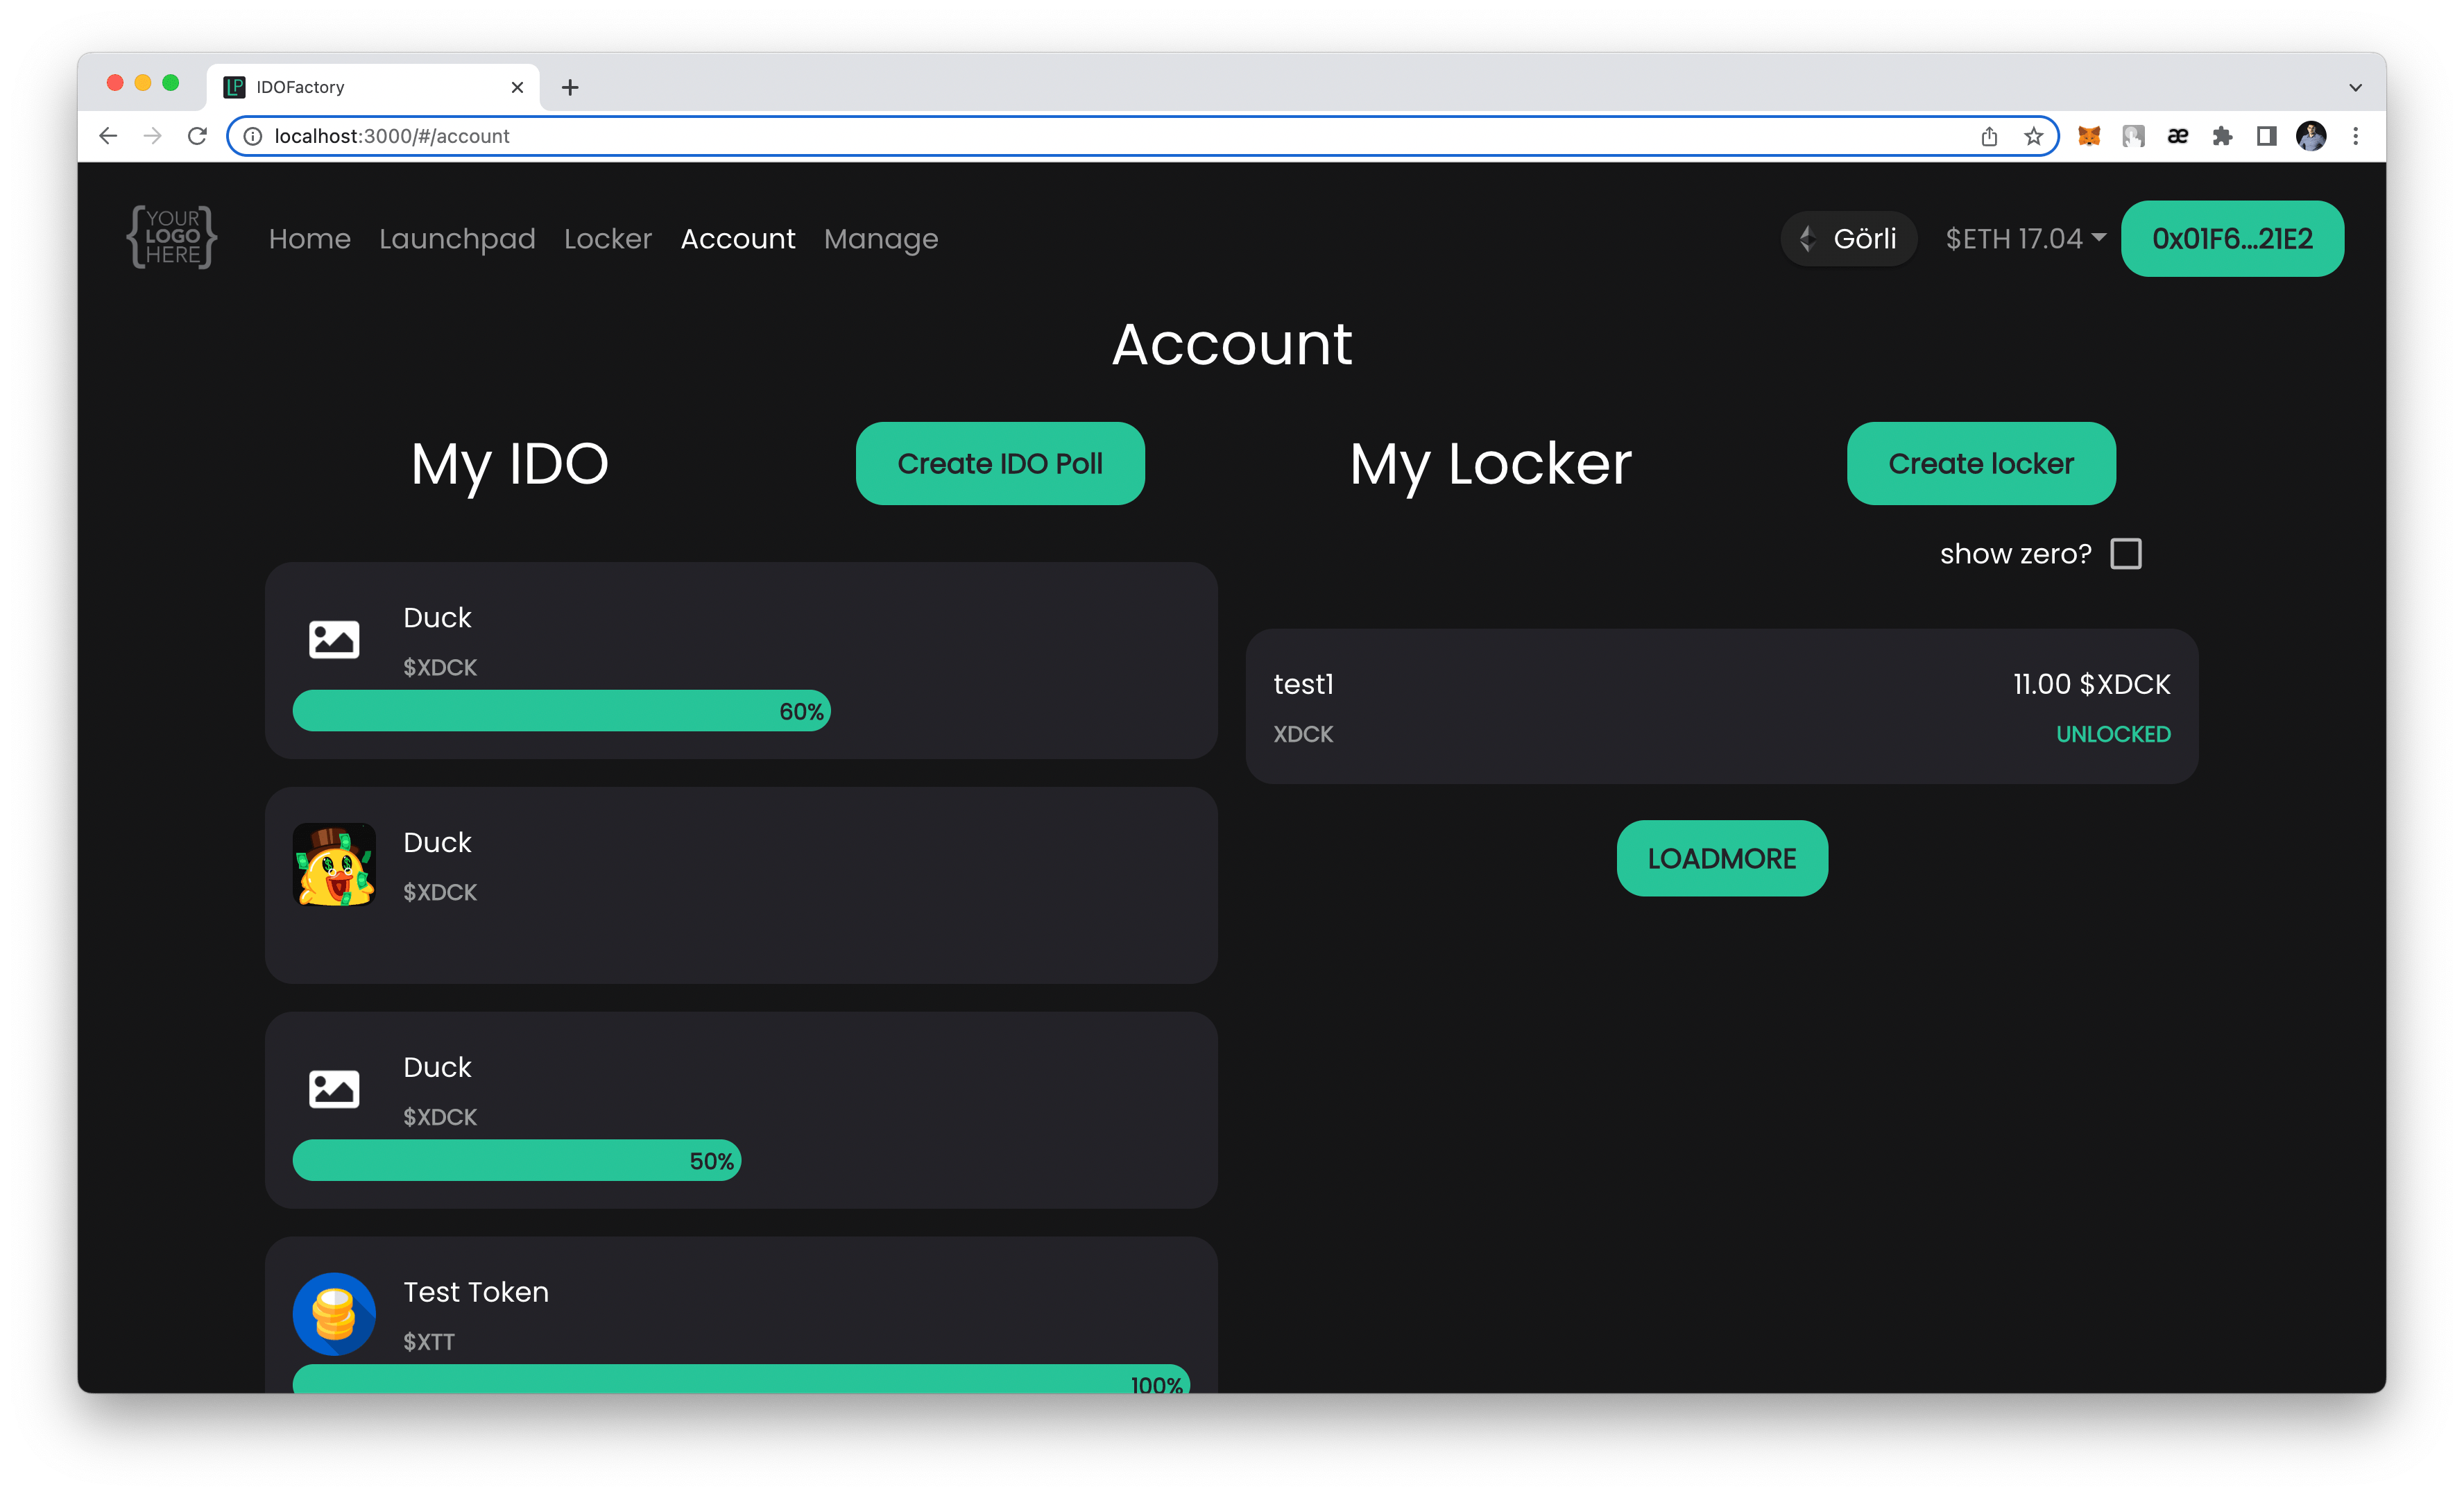 IDOFactory
localhost:3000/#/account
{YOUR
LOGO
HERE}
Home Launchpad Locker Account Manage
Görli $ETH 17.04 0x01F6...21E2
Account
My IDO Create IDO Poll
Duck
$XDCK
60%
Duck
$XDCK
Duck
$XDCK
50%
Test Token
$XTT
100%
My Locker Create locker
show zero?
test1 11.00 $XDCK
XDCK UNLOCKED
LOADMORE